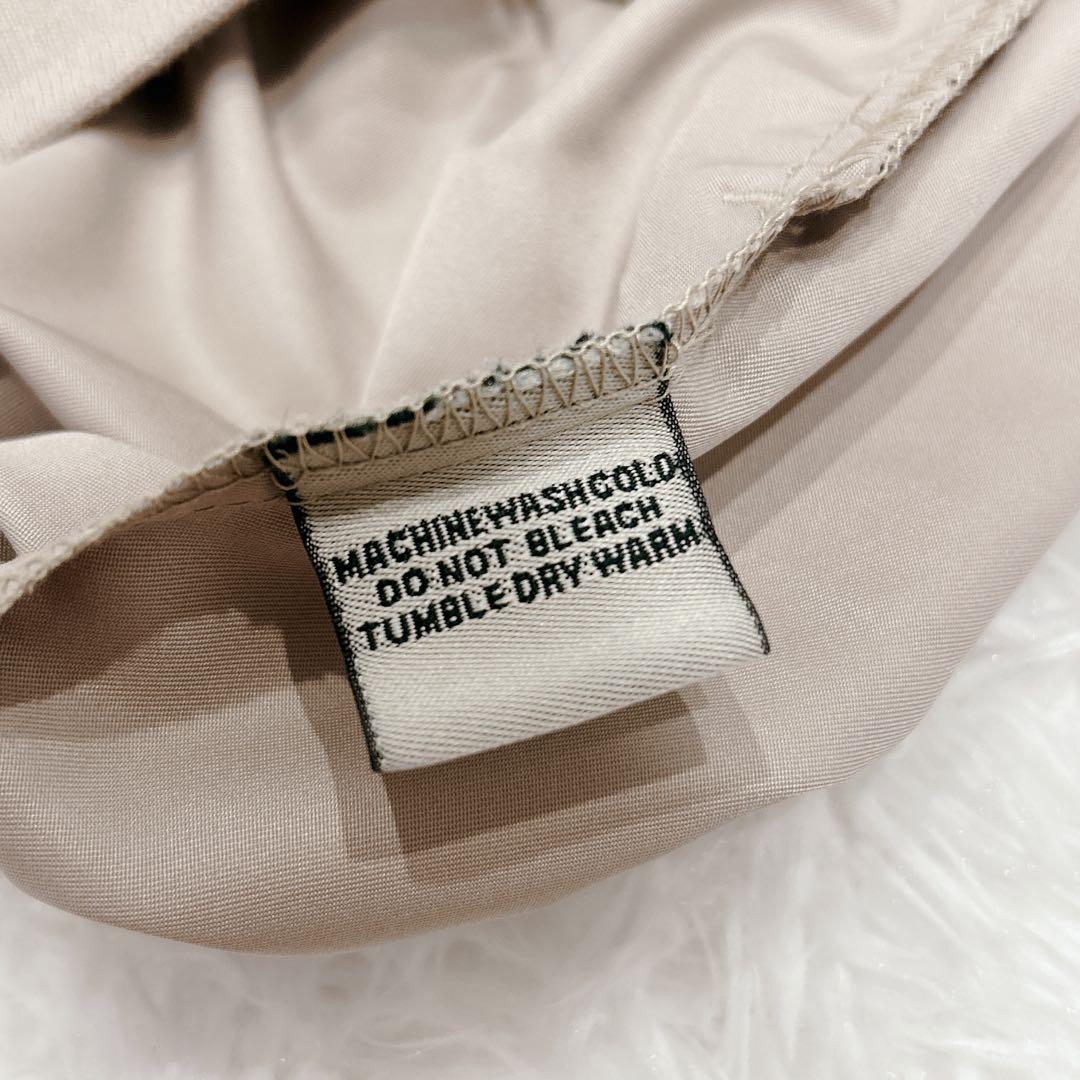 MACHINE WASH COLD
DO NOT BLEACH
TUMBLE DRY WARM